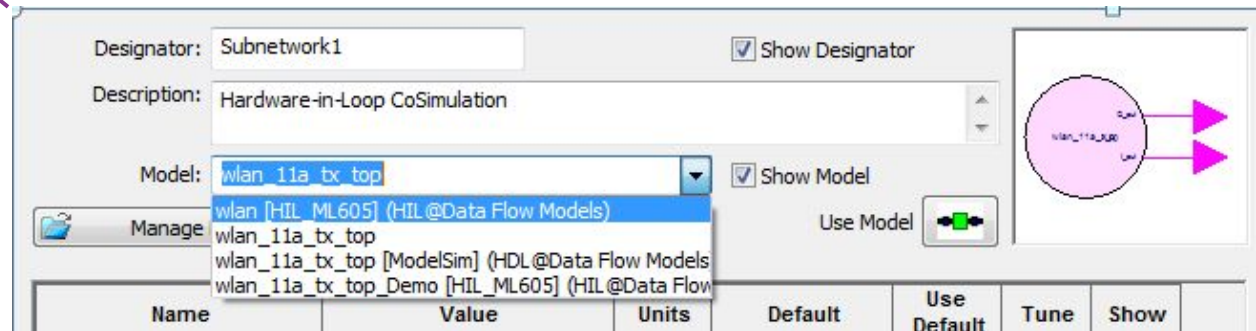 Designator: Subnetwork1 Show Designator
Description: Hardware-in-Loop CoSimulation
Model: wlan_11a_tx_top Show Model
wlan [HIL_ML605] (HIL@Data Flow Models)
Manage
wlan_11a_tx_top
Use Model
wlan_11a_tx_top [ModelSim] (HDL@Data Flow Models
wlan_11a_tx_top_Demo [HIL_ML605] (HIL@Data Flow
Name Value Units Default Use Default Tune Show